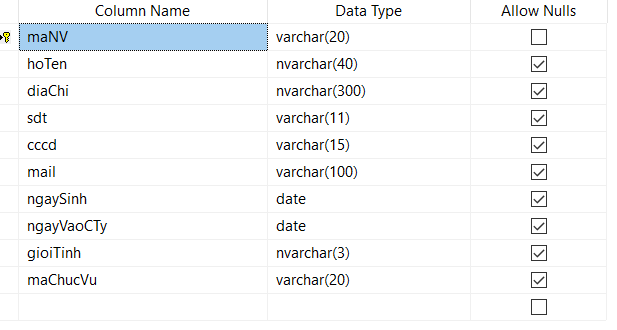 Column Name Data Type Allow Nulls
maNV varchar(20)
hoTen nvarchar(40)
diaChi nvarchar(300)
sdt varchar(11)
cccd varchar(15)
mail varchar(100)
ngaySinh date
ngayVaoCTy date
gioiTinh nvarchar(3)
maChucVu varchar(20)